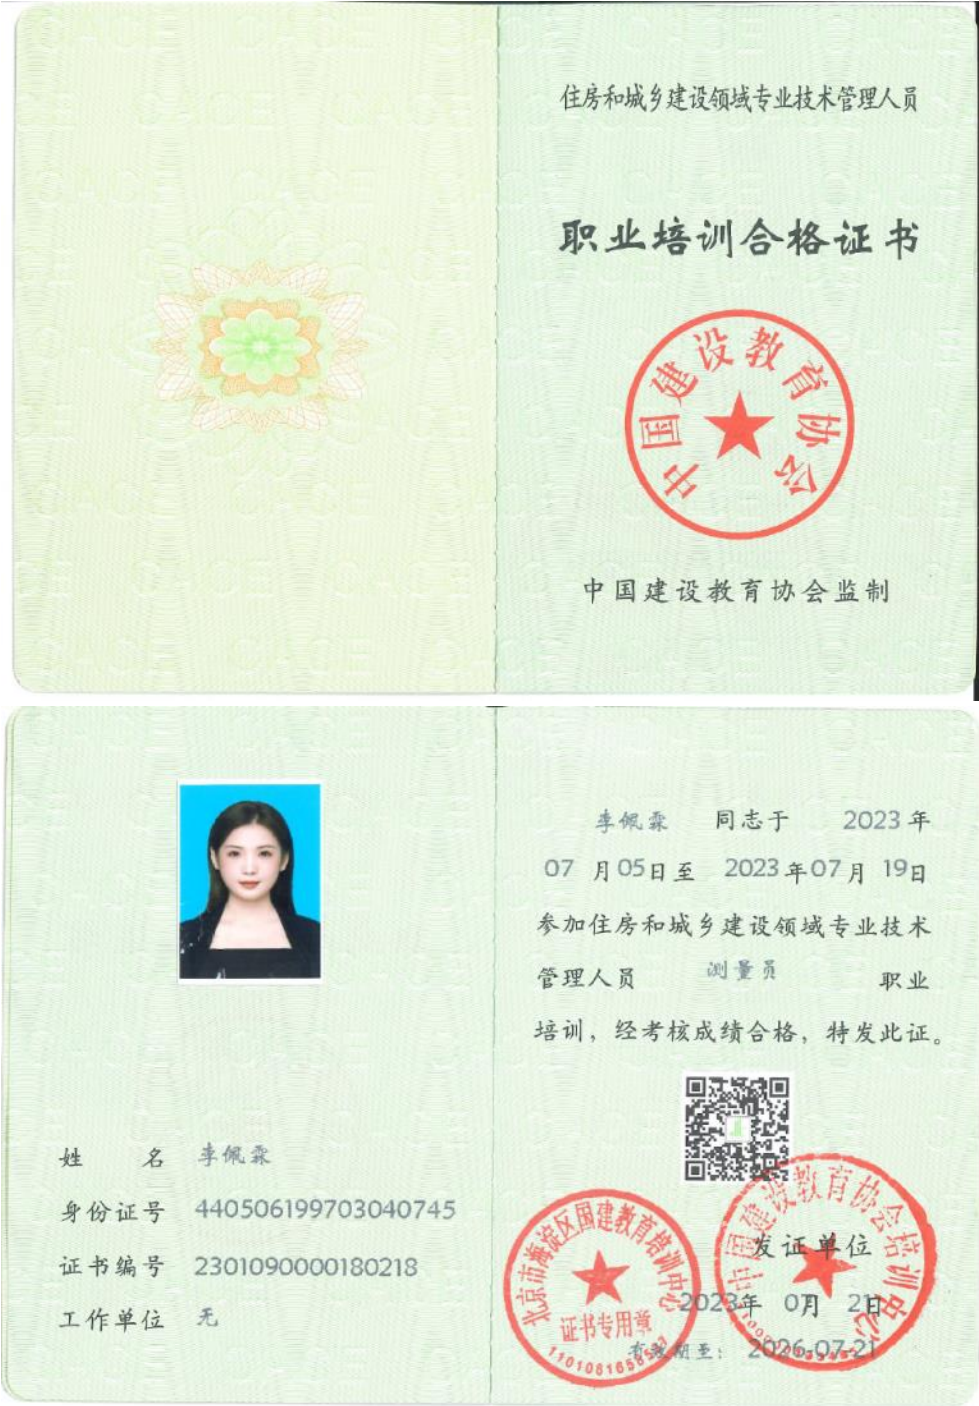 住房和城乡建设领域专业技术管理人员
职业培训合格证书
中国建设教育协会
中国建设教育协会监制
李佩霖 同志于 2023 年
07 月 05 日至 2023 年 07 月 19 日
参加住房和城乡建设领域专业技术
管理人员 测量员 职业
培训，经考核成绩合格，特发此证。
姓 名 李佩霖
身份证号 440506199703040745
证书编号 2301090000180218
工作单位 无
北京市海淀区国建教育培训中心
证书专用章
中国建设教育协会培训中心
发证单位
2023 年 07 月 21 日
有效期至： 2026-07-21